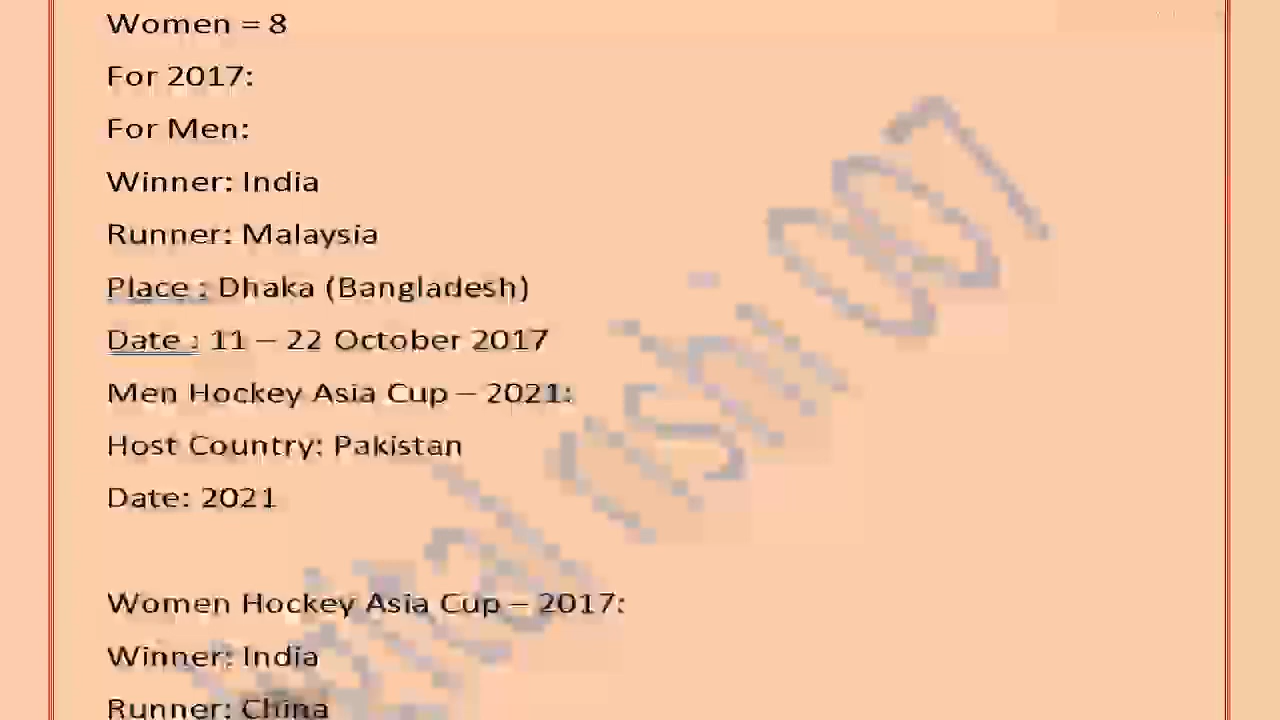 Women = 8
For 2017:
For Men:
Winner: India
Runner: Malaysia
Place : Dhaka (Bangladesh)
Date : 11 – 22 October 2017
Men Hockey Asia Cup – 2021:
Host Country: Pakistan
Date: 2021
Women Hockey Asia Cup – 2017:
Winner: India
Runner: China